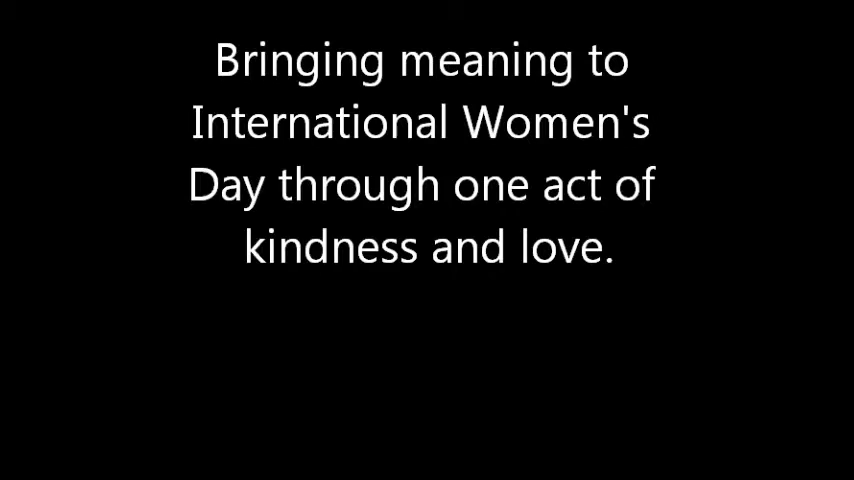 Bringing meaning to
International Women's
Day through one act of
kindness and love.